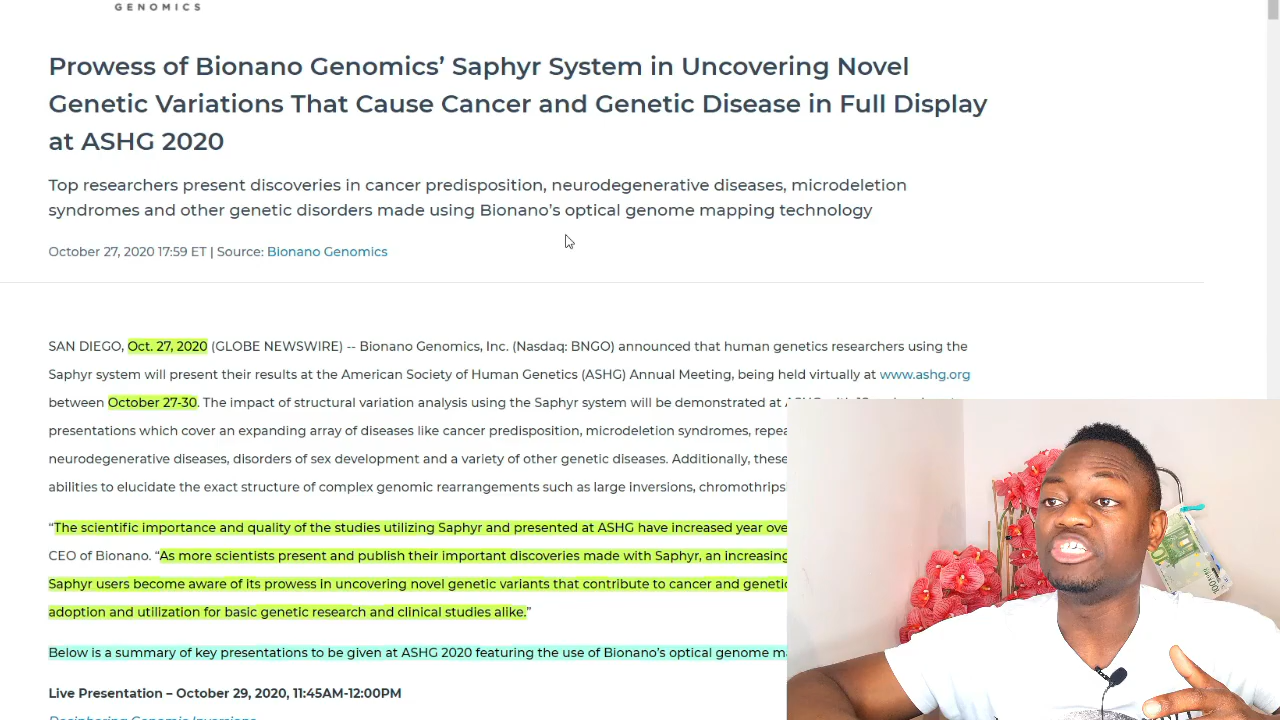 GENOMICS
Prowess of Bionano Genomics’ Saphyr System in Uncovering Novel
Genetic Variations That Cause Cancer and Genetic Disease in Full Display
at ASHG 2020
Top researchers present discoveries in cancer predisposition, neurodegenerative diseases, microdeletion
syndromes and other genetic disorders made using Bionano’s optical genome mapping technology
October 27, 2020 17:59 ET | Source: Bionano Genomics
SAN DIEGO, Oct. 27, 2020 (GLOBE NEWSWIRE) -- Bionano Genomics, Inc. (Nasdaq: BNGO) announced that human genetics researchers using the
Saphyr system will present their results at the American Society of Human Genetics (ASHG) Annual Meeting, being held virtually at www.ashg.org
between October 27-30. The impact of structural variation analysis using the Saphyr system will be demonstrated at
presentations which cover an expanding array of diseases like cancer predisposition, microdeletion syndromes,
neurodegenerative diseases, disorders of sex development and a variety of other genetic diseases. Additionally, these
abilities to elucidate the exact structure of complex genomic rearrangements such as large inversions,
“The scientific importance and quality of the studies utilizing Saphyr and presented at ASHG have increased year
CEO of Bionano. “As more scientists present and publish their important discoveries made with Saphyr, an increasing
Saphyr users become aware of its prowess in uncovering novel genetic variants that contribute to cancer and
adoption and utilization for basic genetic research and clinical studies alike.”
Below is a summary of key presentations to be given at ASHG 2020 featuring the use of Bionano’s optical genome
Live Presentation – October 29, 2020, 11:45AM-12:00PM
Deciphering Genomic Inversions